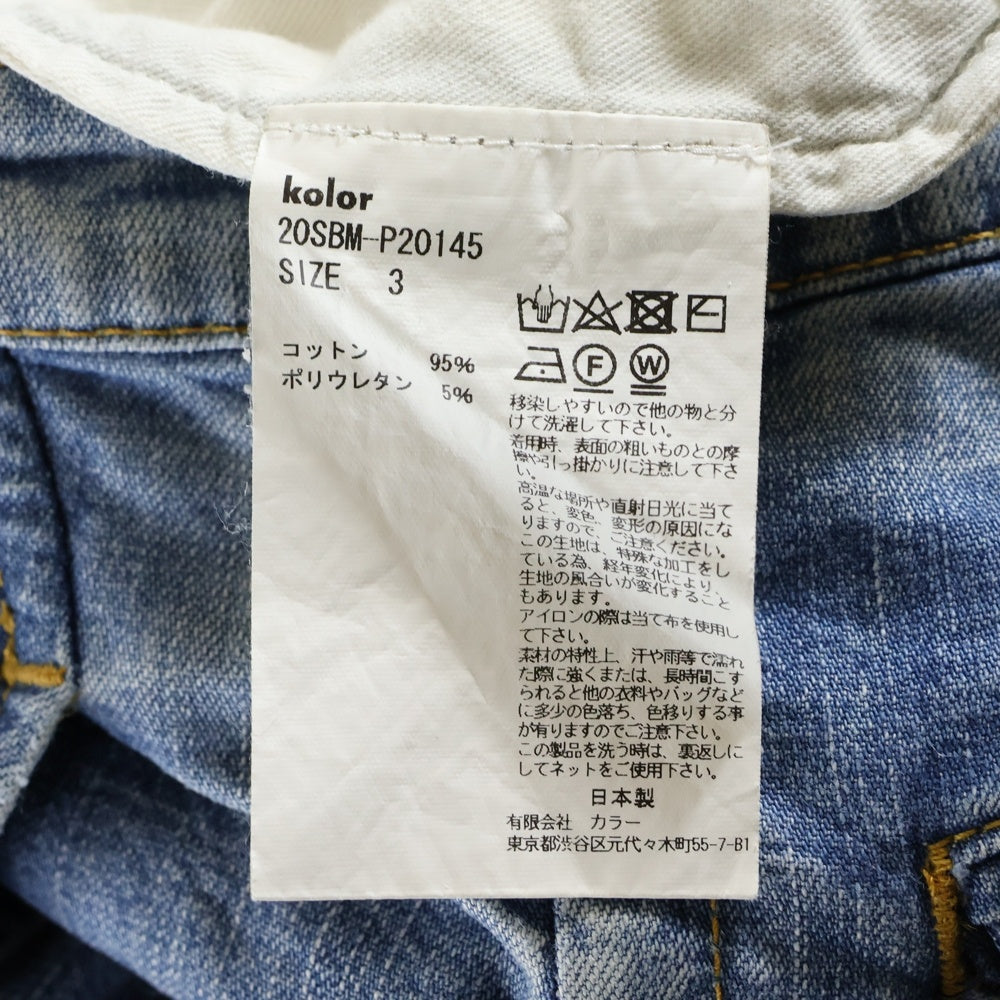 kolor
20SBM-P20145
SIZE 3
コットン 95%
ポリウレタン 5%
F W
移染しやすいので他の物と分
けて洗濯して下さい。
着用時、表面の粗いものとの摩
擦や引っ掛かりに注意して下さ
い。
高温な場所や直射日光に当て
ると、変色、変形の原因にな
りますので、ご注意ください。
この生地は、特殊な加工をし
ている為、経年変化により、
生地の風合いが変化すること
もあります。
アイロンの際は当て布を使用し
て下さい。
素材の特性上、汗や雨等で濡れ
た際に強くまたは、長時間こす
られると他の衣料やバッグなど
に多少の色落ち、色移りする事
が有りますのでご注意下さい。
この製品を洗う時は、裏返しに
してネットをご使用下さい。
日本製
有限会社 カラー
東京都渋谷区元代々木町55-7-B1